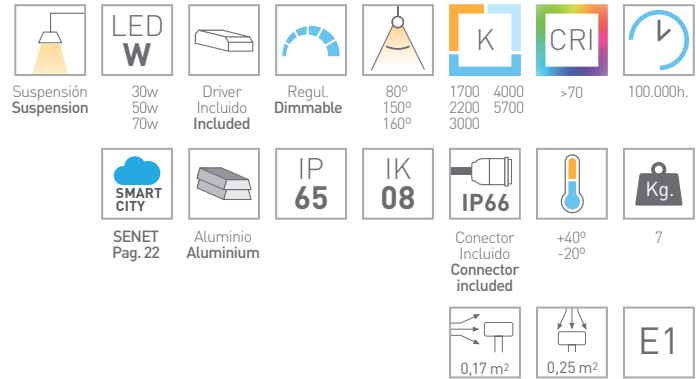 LED
W
K
CRI
Suspensión
Suspension
30w
50w
70w
Driver
Incluido
Included
Regul.
Dimmable
80º
150º
160º
1700 4000
2200 5700
3000
>70
100.000h.
SMART
CITY
IP
65
IK
08
IP66
Kg.
SENET
Pag. 22
Aluminio
Aluminium
Conector
Incluido
Connector
included
+40º
-20º
7
0,17 m²
0,25 m²
E1